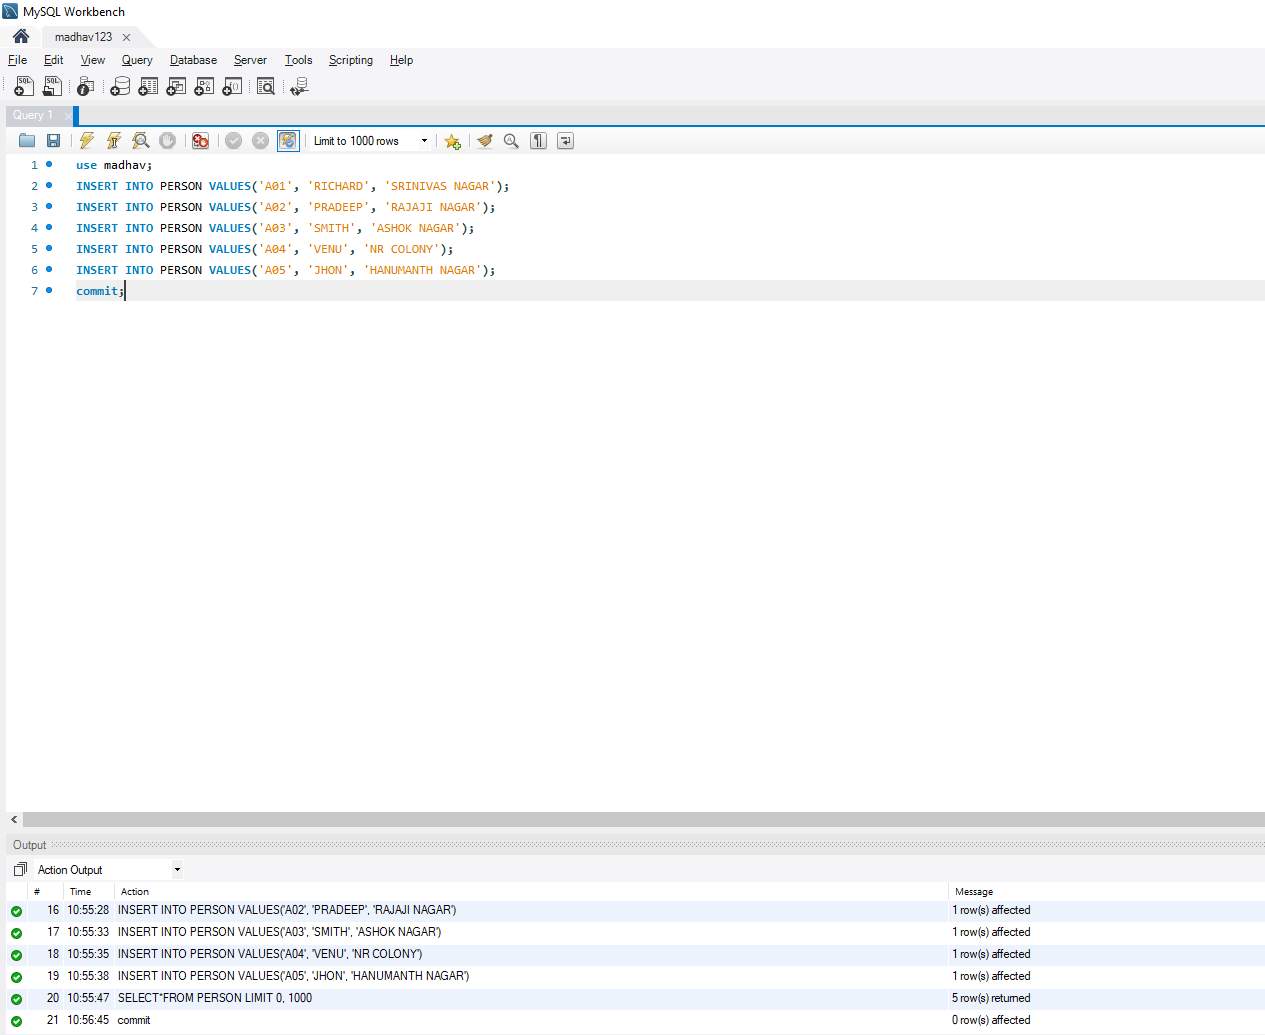 MySQL Workbench
madhav123
File Edit View Query Database Server Tools Scripting Help
Query 1
Limit to 1000 rows
1 use madhav;
2 INSERT INTO PERSON VALUES('A01', 'RICHARD', 'SRINIVAS NAGAR');
3 INSERT INTO PERSON VALUES('A02', 'PRADEEP', 'RAJAJI NAGAR');
4 INSERT INTO PERSON VALUES('A03', 'SMITH', 'ASHOK NAGAR');
5 INSERT INTO PERSON VALUES('A04', 'VENU', 'NR COLONY');
6 INSERT INTO PERSON VALUES('A05', 'JHON', 'HANUMANTH NAGAR');
7 commit;
Output
Action Output
# Time Action Message
16 10:55:28 INSERT INTO PERSON VALUES('A02', 'PRADEEP', 'RAJAJI NAGAR') 1 row(s) affected
17 10:55:33 INSERT INTO PERSON VALUES('A03', 'SMITH', 'ASHOK NAGAR') 1 row(s) affected
18 10:55:35 INSERT INTO PERSON VALUES('A04', 'VENU', 'NR COLONY') 1 row(s) affected
19 10:55:38 INSERT INTO PERSON VALUES('A05', 'JHON', 'HANUMANTH NAGAR') 1 row(s) affected
20 10:55:47 SELECT*FROM PERSON LIMIT 0, 1000 5 row(s) returned
21 10:56:45 commit 0 row(s) affected